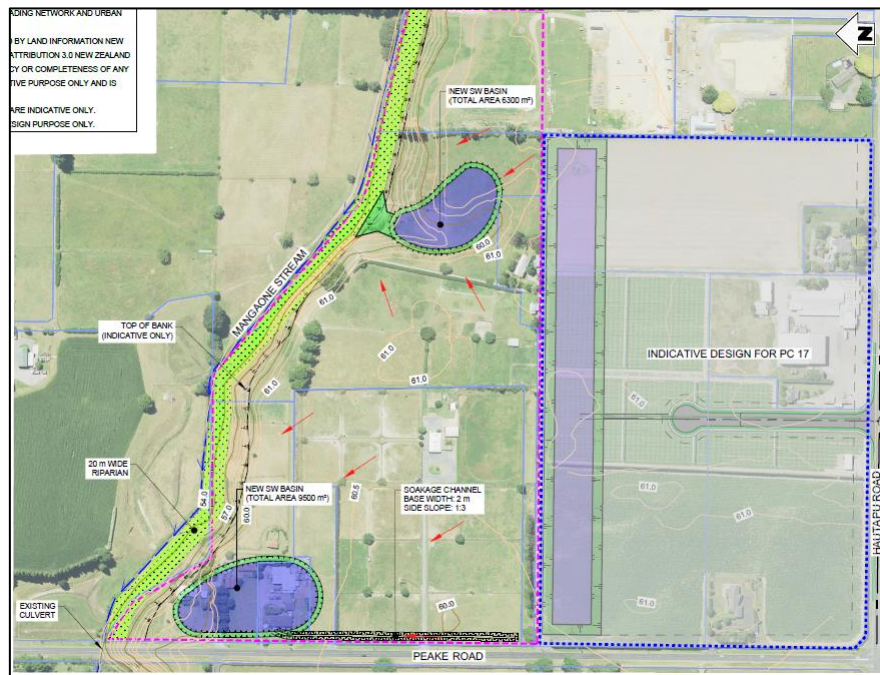 ADING NETWORK AND URBAN
D BY LAND INFORMATION NEW
ATTRIBUTION 3.0 NEW ZEALAND
CY OR COMPLETENESS OF ANY
TIVE PURPOSE ONLY AND IS
ARE INDICATIVE ONLY.
SIGN PURPOSE ONLY.
N
NEW SW BASIN
(TOTAL AREA 6300 m²)
60.0
61.0
MANGAONE STREAM
61.0
TOP OF BANK
(INDICATIVE ONLY)
61.0
61.0
61.0
INDICATIVE DESIGN FOR PC 17
61.0
20 m WIDE
RIPARIAN
54.0
57.0
60.0
NEW SW BASIN
(TOTAL AREA 9500 m²)
60.5
SOAKAGE CHANNEL
BASE WIDTH: 2 m
SIDE SLOPE: 1:3
61.0
HAUTAPU ROAD
60.0
61.0
EXISTING
CULVERT
PEAKE ROAD